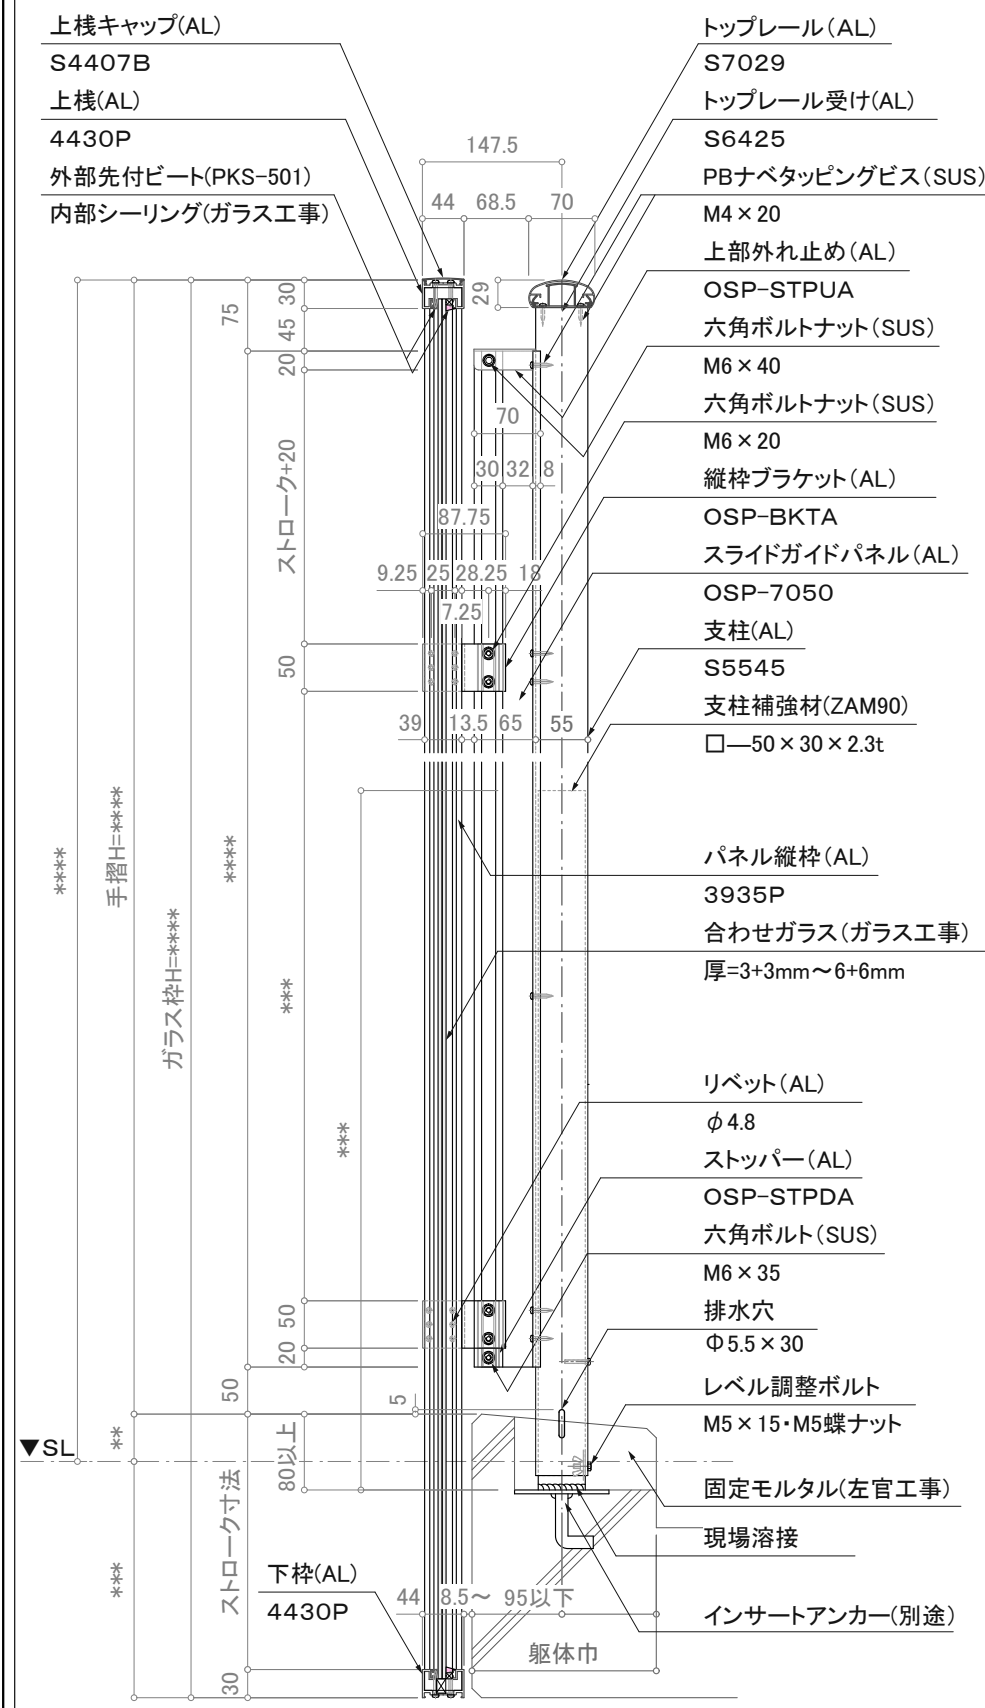 上桟キャップ(AL)
S4407B
上桟(AL)
4430P
外部先付ビート(PKS-501)
内部シーリング(ガラス工事)
トップレール(AL)
S7029
トップレール受け(AL)
S6425
PBナベタッピングビス(SUS)
M4×20
上部外れ止め(AL)
OSP-STPUA
六角ボルトナット(SUS)
M6×40
六角ボルトナット(SUS)
M6×20
縦枠ブラケット(AL)
OSP-BKTA
スライドガイドパネル(AL)
OSP-7050
支柱(AL)
S5545
支柱補強材(ZAM90)
□—50×30×2.3t
パネル縦枠(AL)
3935P
合わせガラス(ガラス工事)
厚=3+3mm～6+6mm
リベット(AL)
φ4.8
ストッパー(AL)
OSP-STPDA
六角ボルト(SUS)
M6×35
排水穴
Φ5.5×30
レベル調整ボルト
M5×15・M5蝶ナット
固定モルタル(左官工事)
現場溶接
インサートアンカー(別途)
147.5
44 68.5 70
30
29
75
45
20
70
30 32 8
ストローク+20
87.75
9.25 25 28.25 18
7.25
50
39 13.5 65 55
****
手摺H=****
ガラス枠H=****
****
***
***
50
20
50
5
▼SL
**
80以上
***
ストローク寸法
下枠(AL)
4430P
44 8.5～ 95以下
躯体巾
30